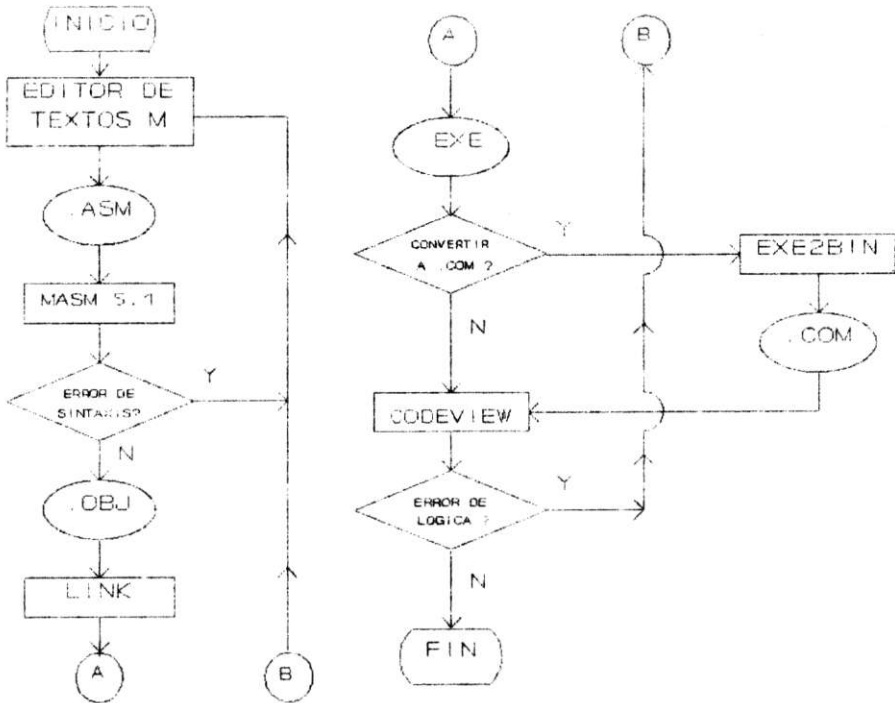 INICIO
EDITOR DE
TEXTOS M
.ASM
MASM 5.1
ERROR DE
SINTAXIS?
Y
N
.OBJ
LINK
A
B
A
B
EXE
CONVERTIR
A .COM ?
Y
N
EXE2BIN
.COM
CODEVIEW
ERROR DE
LOGICA ?
Y
N
FIN